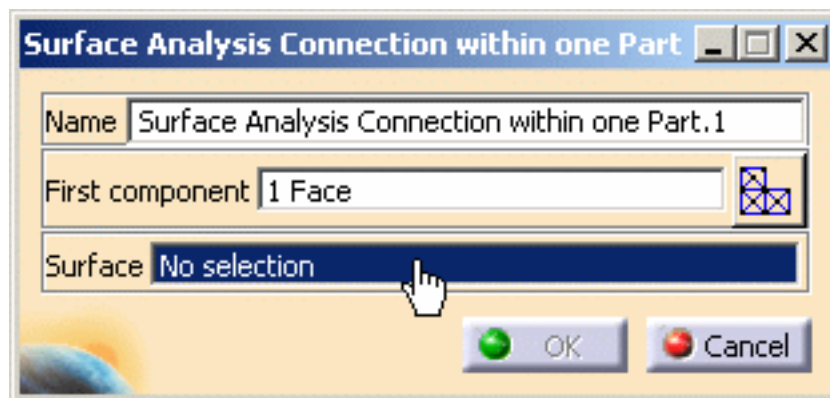 Surface Analysis Connection within one Part
Name Surface Analysis Connection within one Part.1
First component 1 Face
Surface No selection
OK Cancel